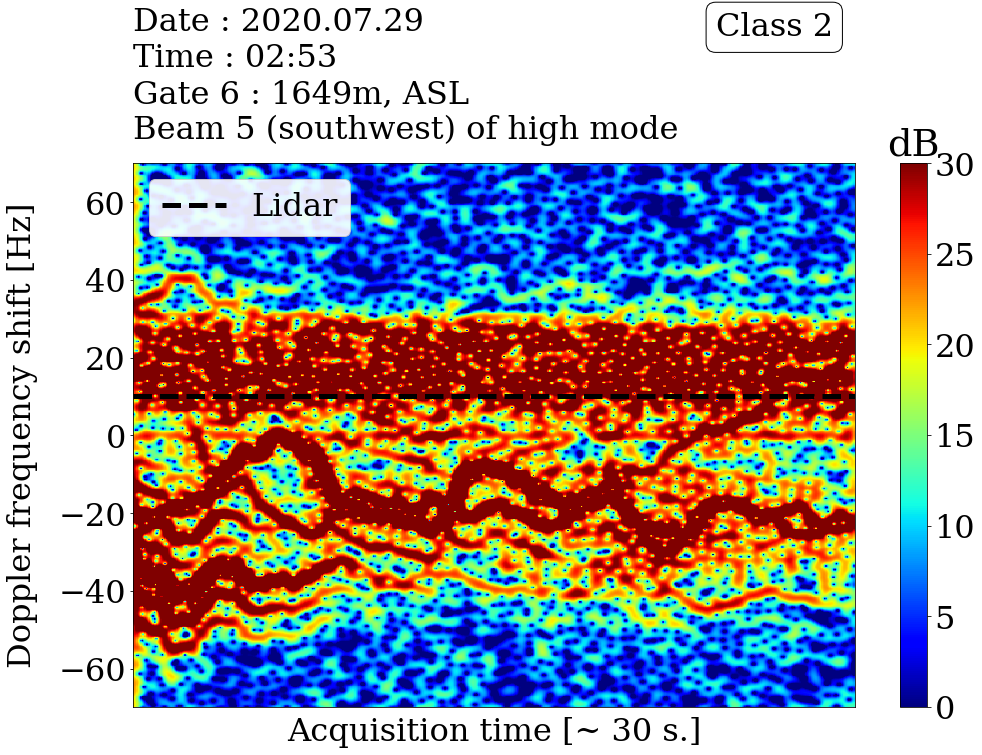 Date : 2020.07.29
Time : 02:53
Gate 6 : 1649m, ASL
Beam 5 (southwest) of high mode
Class 2
dB
Lidar
Doppler frequency shift [Hz]
60
40
20
0
−20
−40
−60
Acquisition time [~ 30 s.]
30
25
20
15
10
5
0